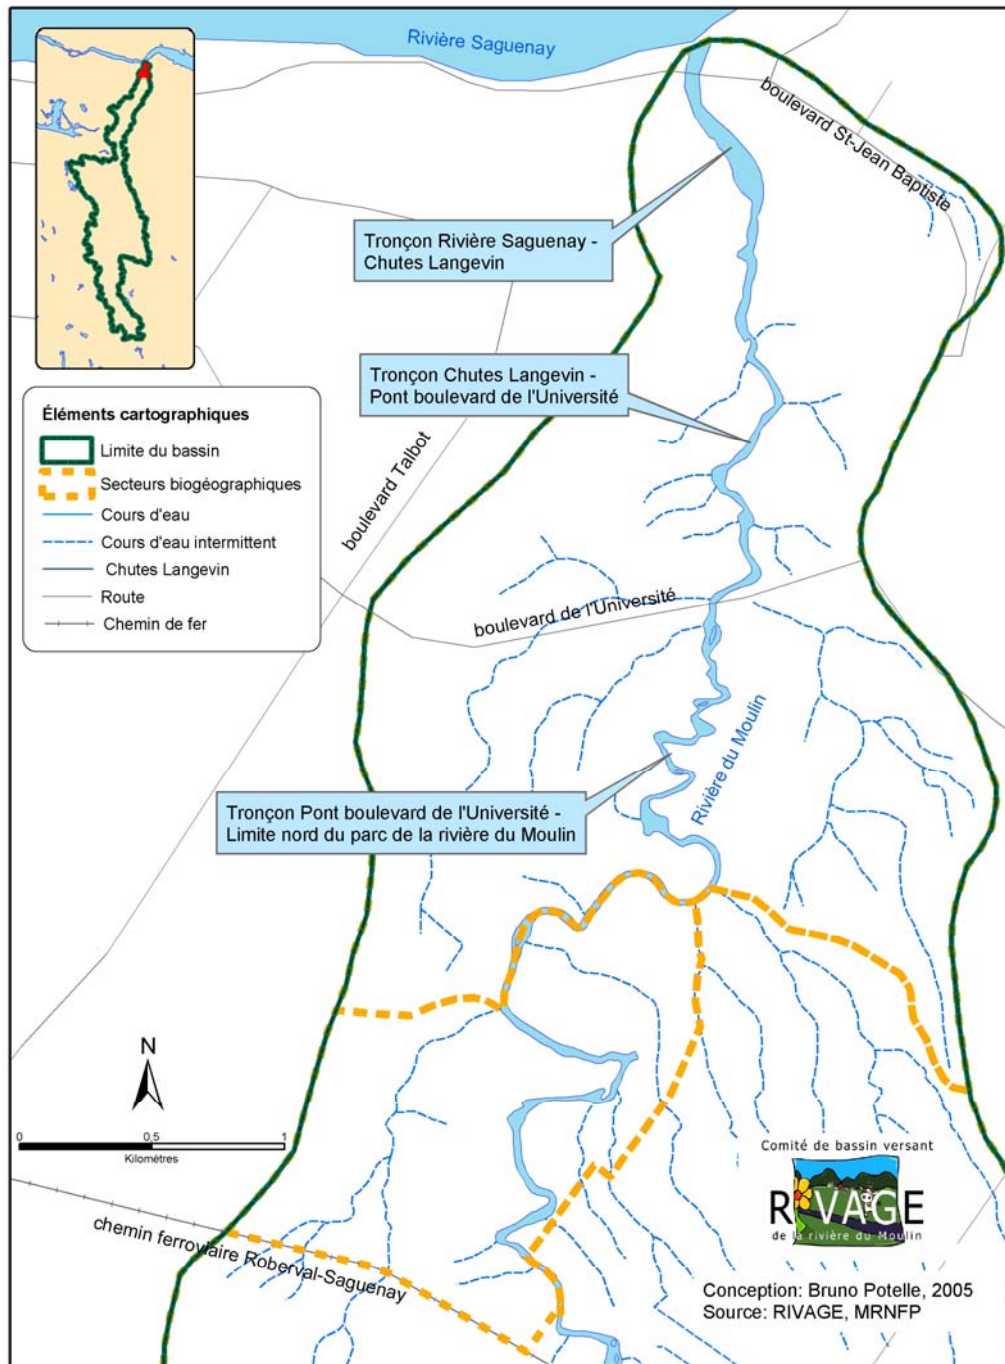 Rivière Saguenay
boulevard St-Jean Baptiste
Tronçon Rivière Saguenay -
Chutes Langevin
Tronçon Chutes Langevin -
Pont boulevard de l'Université
Éléments cartographiques
Limite du bassin
Secteurs biogéographiques
Cours d'eau
Cours d'eau intermittent
Chutes Langevin
Route
Chemin de fer
boulevard Talbot
boulevard de l'Université
Rivière du Moulin
Tronçon Pont boulevard de l'Université -
Limite nord du parc de la rivière du Moulin
N
0 0,5 1
Kilomètres
chemin ferroviaire Roberval-Saguenay
Comité de bassin versant
RIVAGE
de la rivière du Moulin
Conception: Bruno Potelle, 2005
Source: RIVAGE, MRNFP